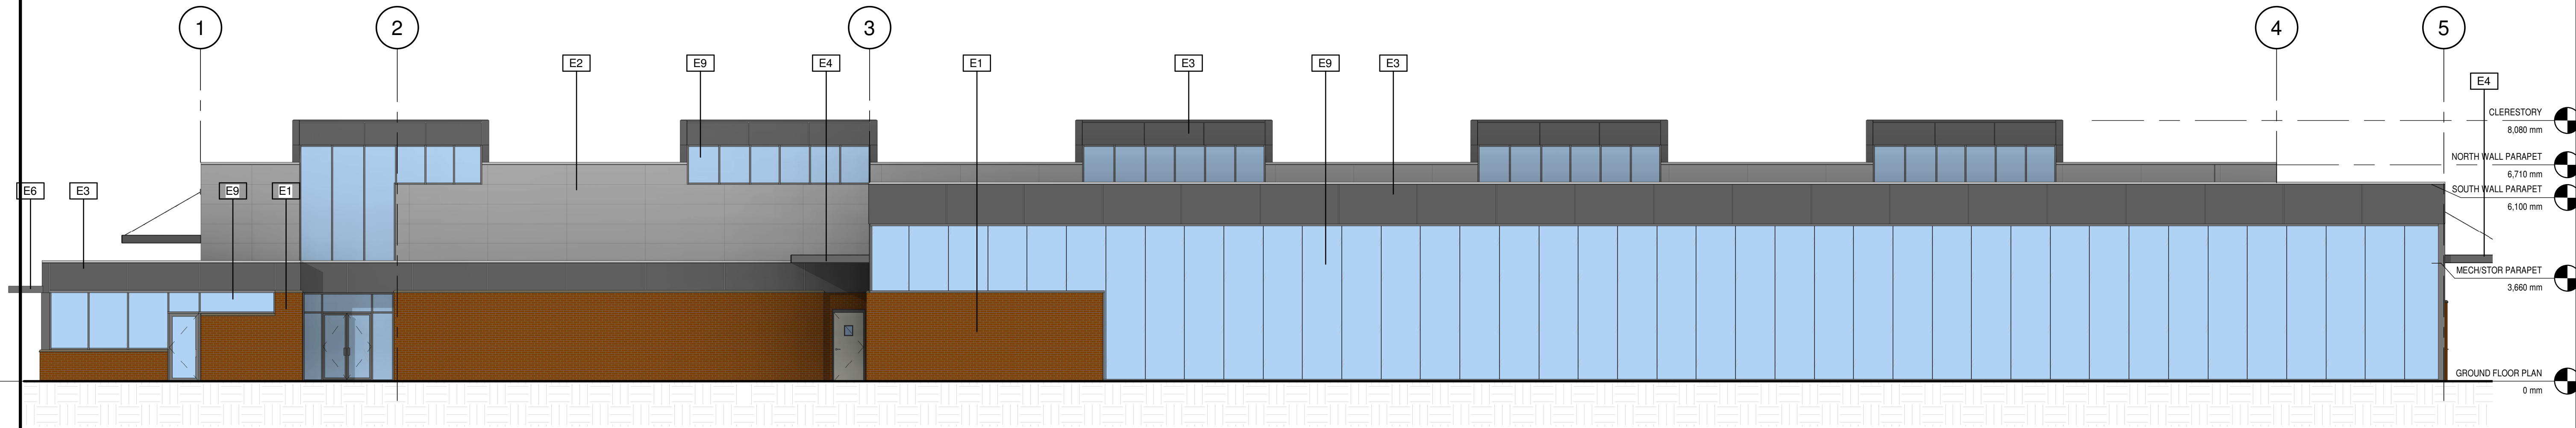 1
2
3
4
5
E2
E9
E4
E1
E3
E9
E3
E4
CLERESTORY
8,080 mm
NORTH WALL PARAPET
6,710 mm
E6
E3
E9
E1
SOUTH WALL PARAPET
6,100 mm
MECH/STOR PARAPET
3,660 mm
GROUND FLOOR PLAN
0 mm